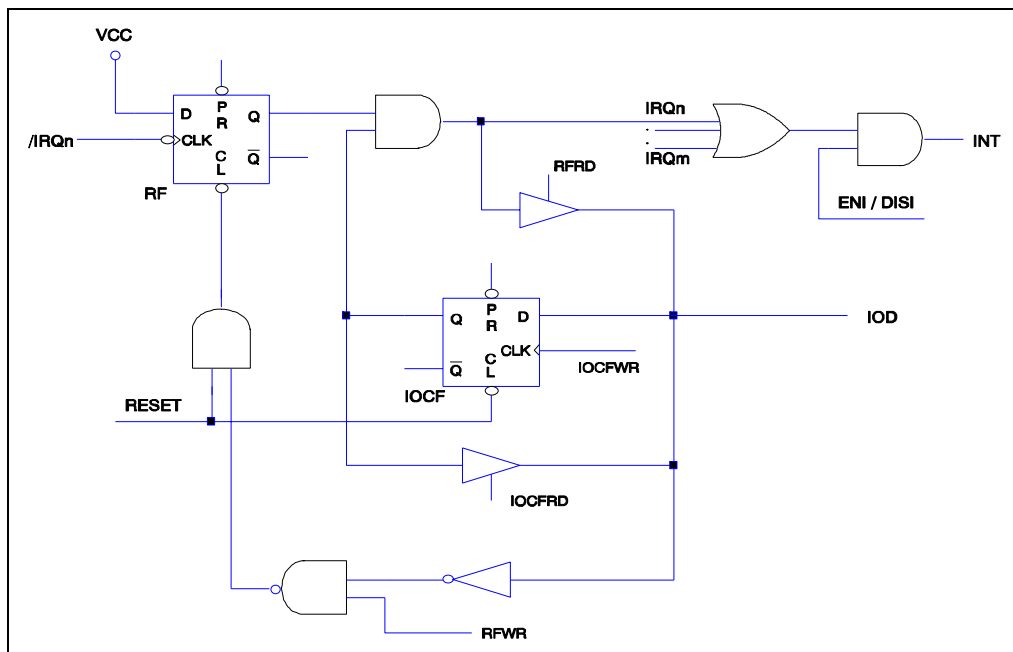 VCC
D
P
R
Q
/IRQn
CLK
C
L
Q
RF
IRQn
.
.
IRQm
INT
RFRD
ENI / DISI
Q
P
R
D
IOD
CLK
C
L
Q
IOCFWR
IOCF
RESET
IOCFRD
RFWR